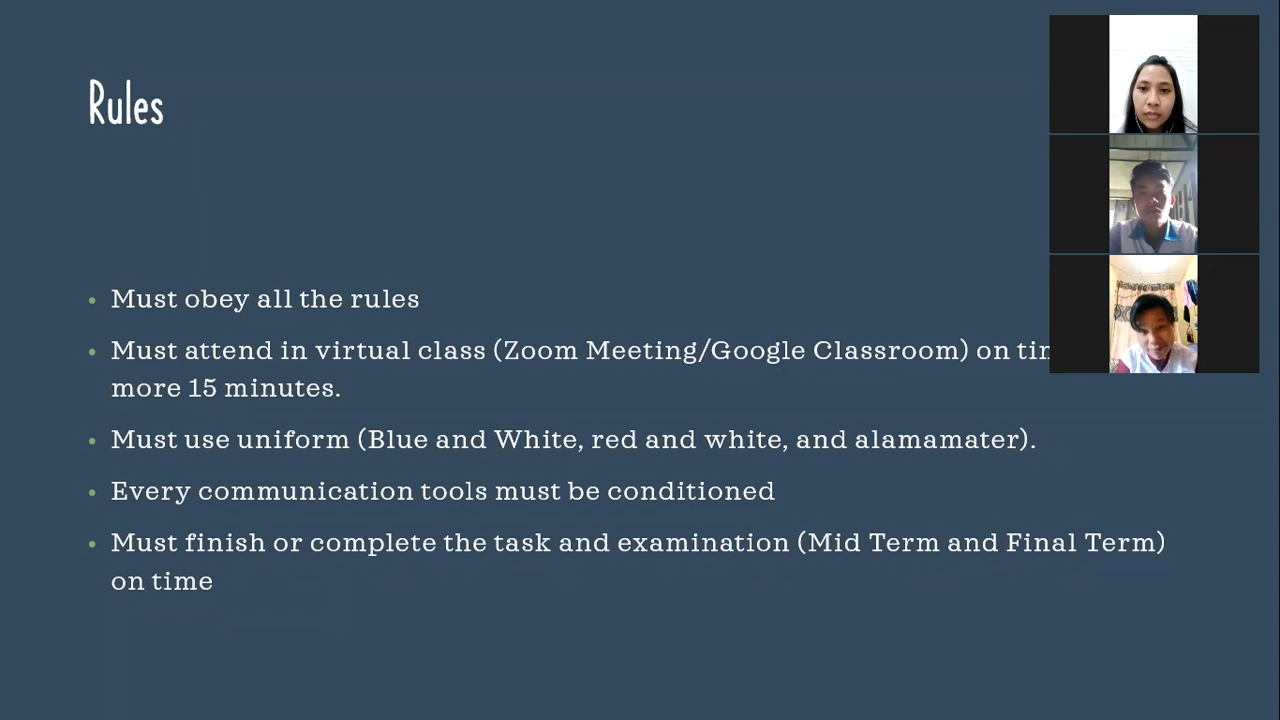 Rules
Must obey all the rules
Must attend in virtual class (Zoom Meeting/Google Classroom) on
more 15 minutes.
Must use uniform (Blue and White, red and white, and alamamater).
Every communication tools must be conditioned
Must finish or complete the task and examination (Mid Term and Final Term)
on time